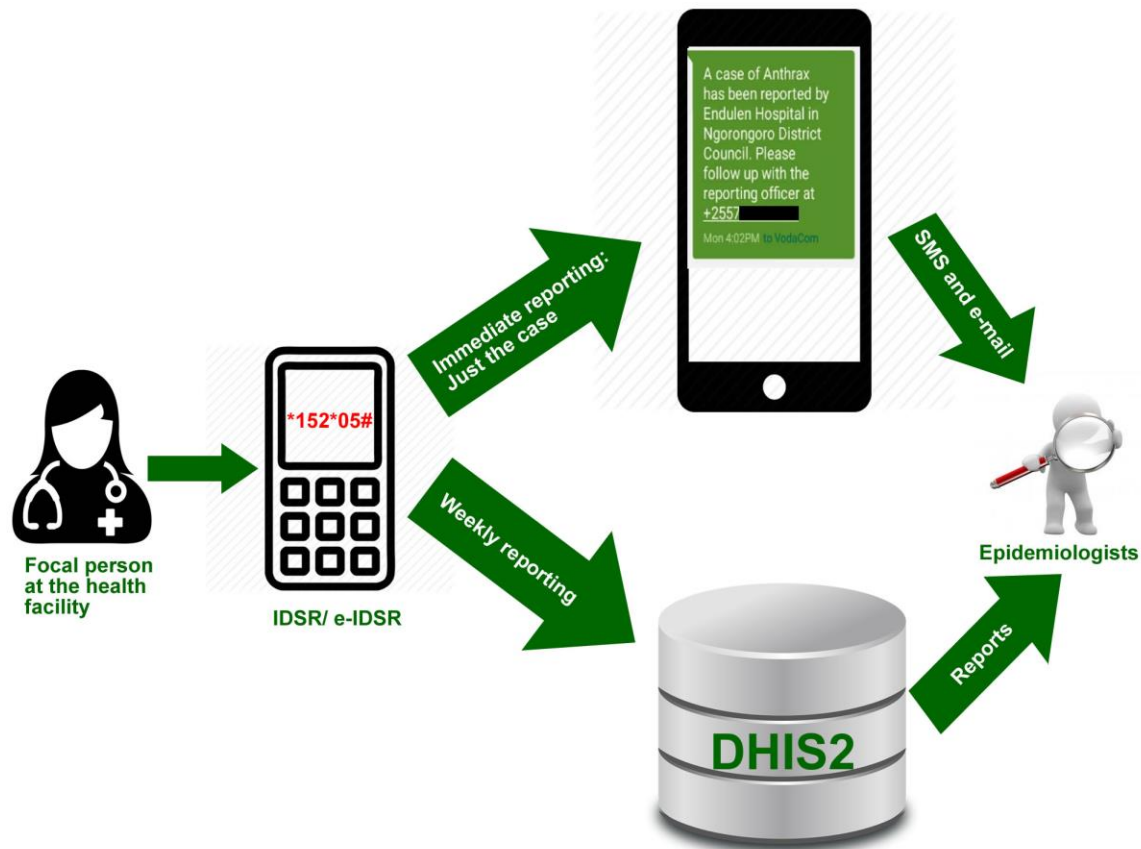 A case of Anthrax
has been reported by
Endulen Hospital in
Ngorongoro District
Council. Please
follow up with the
reporting officer at
+2557
Mon 4:02PM to VodaCom
SMS and e-mail
Immediate reporting:
Just the case
*152*05#
Focal person
at the health
facility
IDSR/ e-IDSR
Weekly reporting
Epidemiologists
Reports
DHIS2